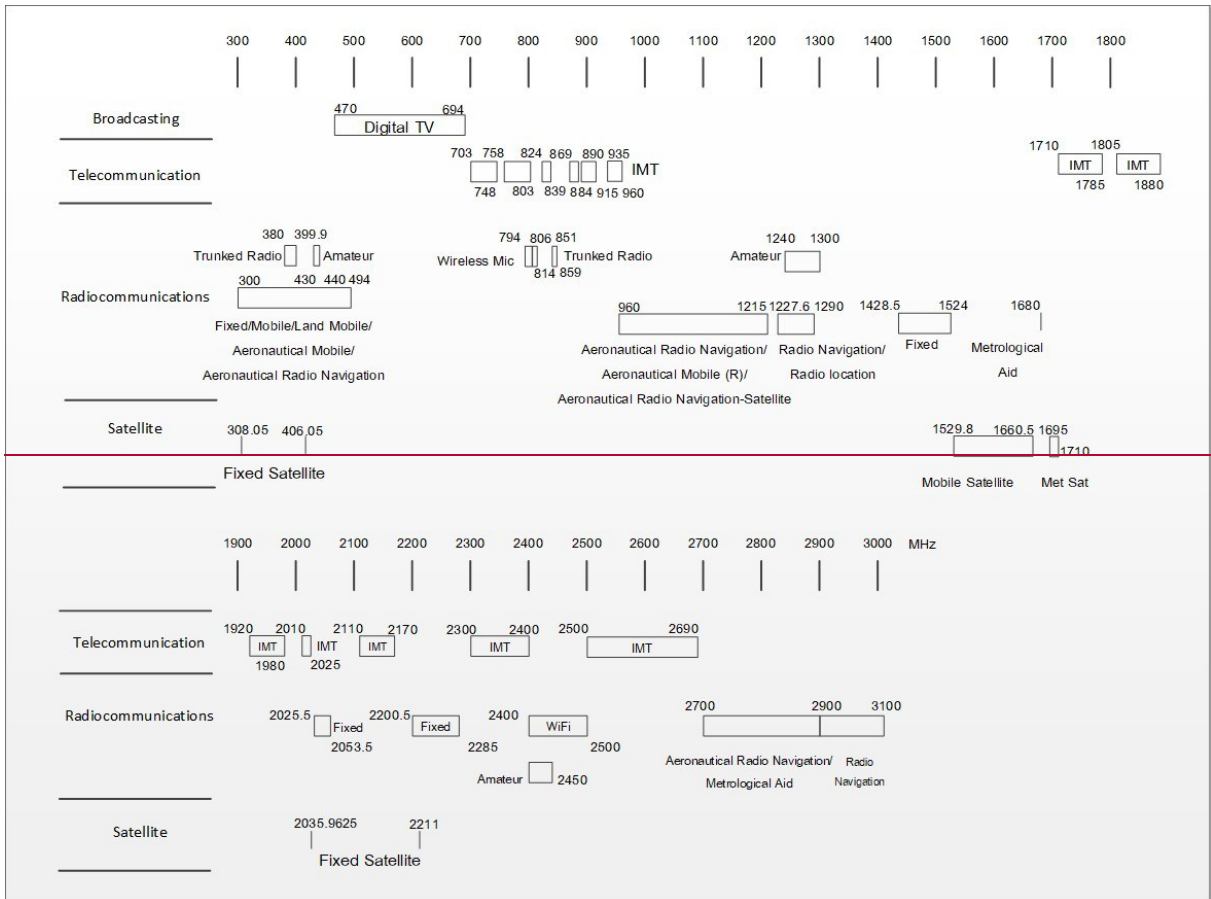 300 400 500 600 700 800 900 1000 1100 1200 1300 1400 1500 1600 1700 1800
Broadcasting
470 694
Digital TV
Telecommunication
703 758 824 869 890 935
IMT
748 803 839 884 915 960
1710 1805
IMT IMT
1785 1880
Radiocommunications
380 399.9
Trunked Radio Amateur
300 430 440 494
Fixed/Mobile/Land Mobile/
Aeronautical Mobile/
Aeronautical Radio Navigation
794 806 851
Wireless Mic Trunked Radio
814 859
1240 1300
Amateur
960 1215
Aeronautical Radio Navigation/
Aeronautical Mobile (R)/
Aeronautical Radio Navigation-Satellite
1227.6 1290
Radio Navigation/
Radio location
1428.5 1524
Fixed
1680
Metrological
Aid
Satellite
308.05 406.05
Fixed Satellite
1529.8 1660.5
Mobile Satellite
1695
1710
Met Sat
1900 2000 2100 2200 2300 2400 2500 2600 2700 2800 2900 3000 MHz
Telecommunication
1920 2010 2110 2170 2300 2400 2500 2690
IMT IMT IMT IMT IMT
1980 2025
Radiocommunications
2025.5 Fixed
2053.5
2200.5 Fixed
2285
2400 WiFi
2500
Amateur 2450
2700 2900 3100
Aeronautical Radio Navigation/
Metrological Aid
Radio
Navigation
Satellite
2035.9625 2211
Fixed Satellite